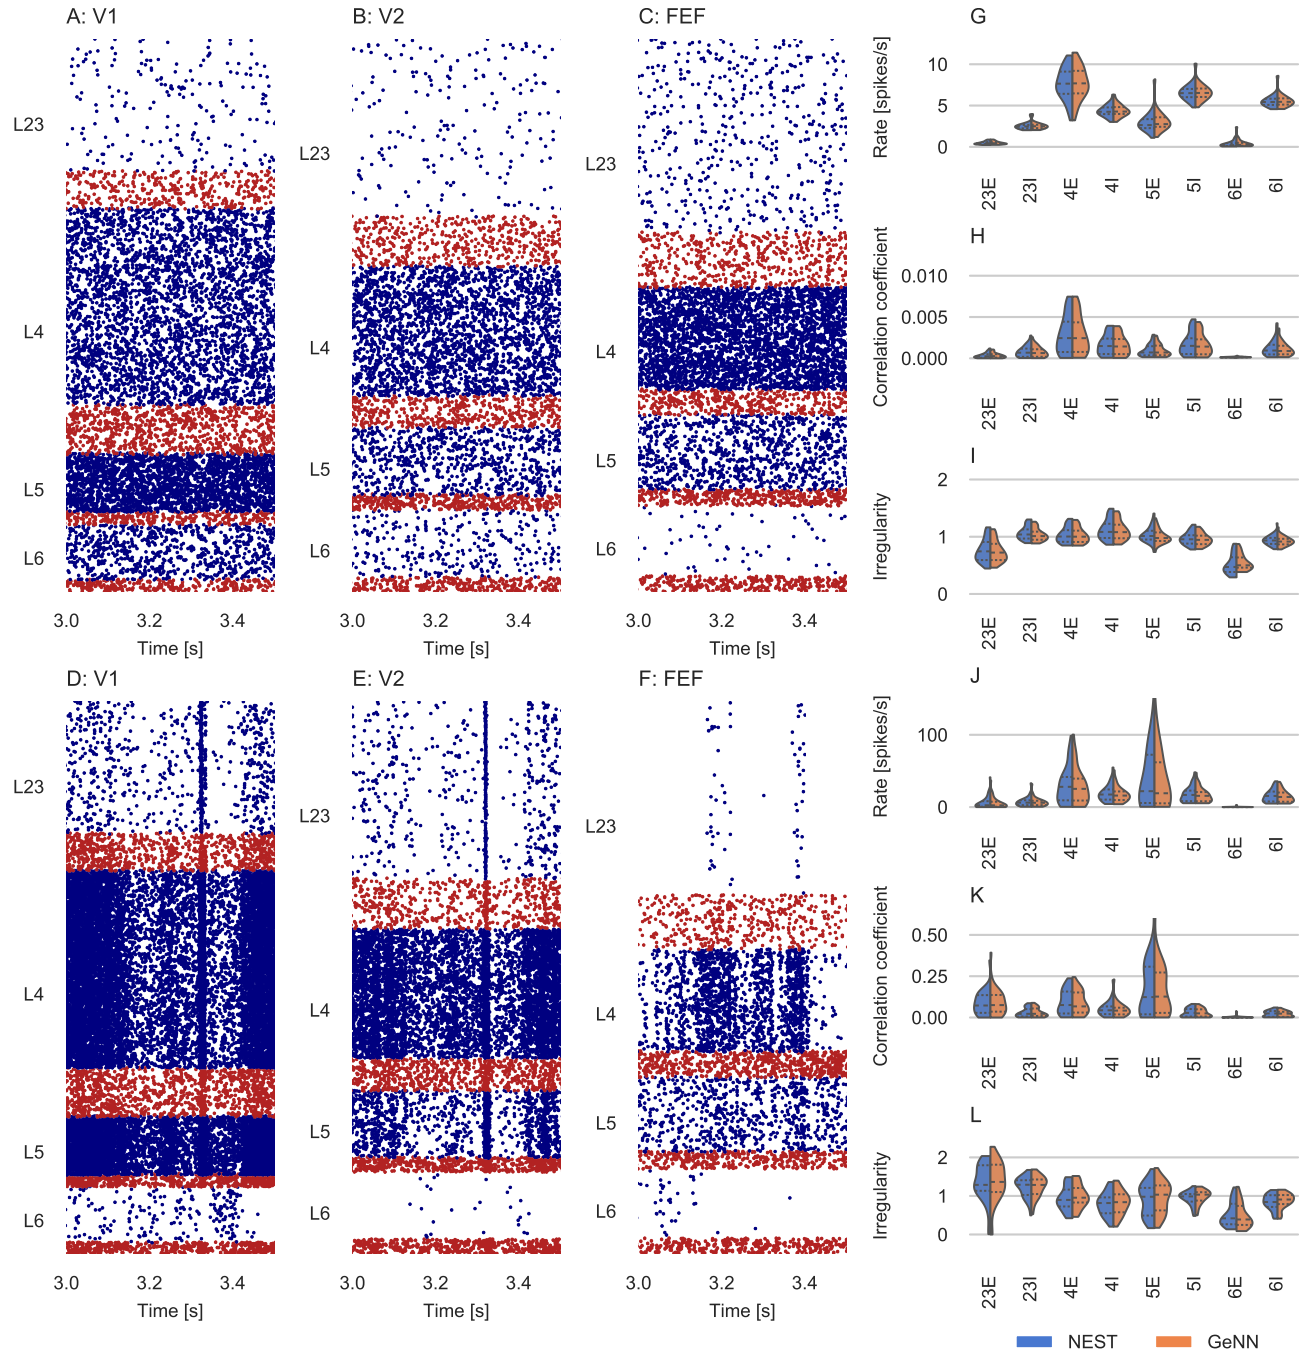 A: V1
L23
L4
L5
L6
3.0 3.2 3.4
Time [s]
B: V2
L23
L4
L5
L6
3.0 3.2 3.4
Time [s]
C: FEF
L23
L4
L5
L6
3.0 3.2 3.4
Time [s]
D: V1
L23
L4
L5
L6
3.0 3.2 3.4
Time [s]
E: V2
L23
L4
L5
L6
3.0 3.2 3.4
Time [s]
F: FEF
L23
L4
L5
L6
3.0 3.2 3.4
Time [s]
G
Rate [spikes/s]
10
5
0
23E 23I 4E 4I 5E 5I 6E 6I
H
Correlation coefficient
0.010
0.005
0.000
23E 23I 4E 4I 5E 5I 6E 6I
I
Irregularity
2
1
0
23E 23I 4E 4I 5E 5I 6E 6I
J
Rate [spikes/s]
100
0
23E 23I 4E 4I 5E 5I 6E 6I
K
Correlation coefficient
0.50
0.25
0.00
23E 23I 4E 4I 5E 5I 6E 6I
L
Irregularity
2
1
0
23E 23I 4E 4I 5E 5I 6E 6I
NEST GeNN